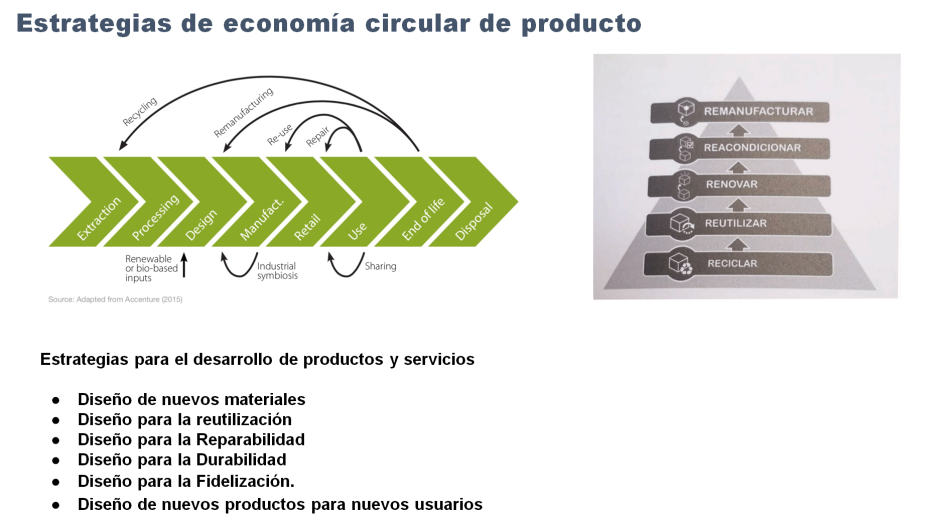 Estrategias de economía circular de producto
Recycling
Remanufacturing
Re-use
Repair
Extraction
Processing
Design
Manufact.
Retail
Use
End of life
Disposal
Renewable
or bio-based
inputs
Industrial
symbiosis
Sharing
Source: Adapted from Accenture (2015)
REMANUFACTURAR
REACONDICIONAR
RENOVAR
REUTILIZAR
RECICLAR
Estrategias para el desarrollo de productos y servicios
● Diseño de nuevos materiales
● Diseño para la reutilización
● Diseño para la Reparabilidad
● Diseño para la Durabilidad
● Diseño para la Fidelización.
● Diseño de nuevos productos para nuevos usuarios